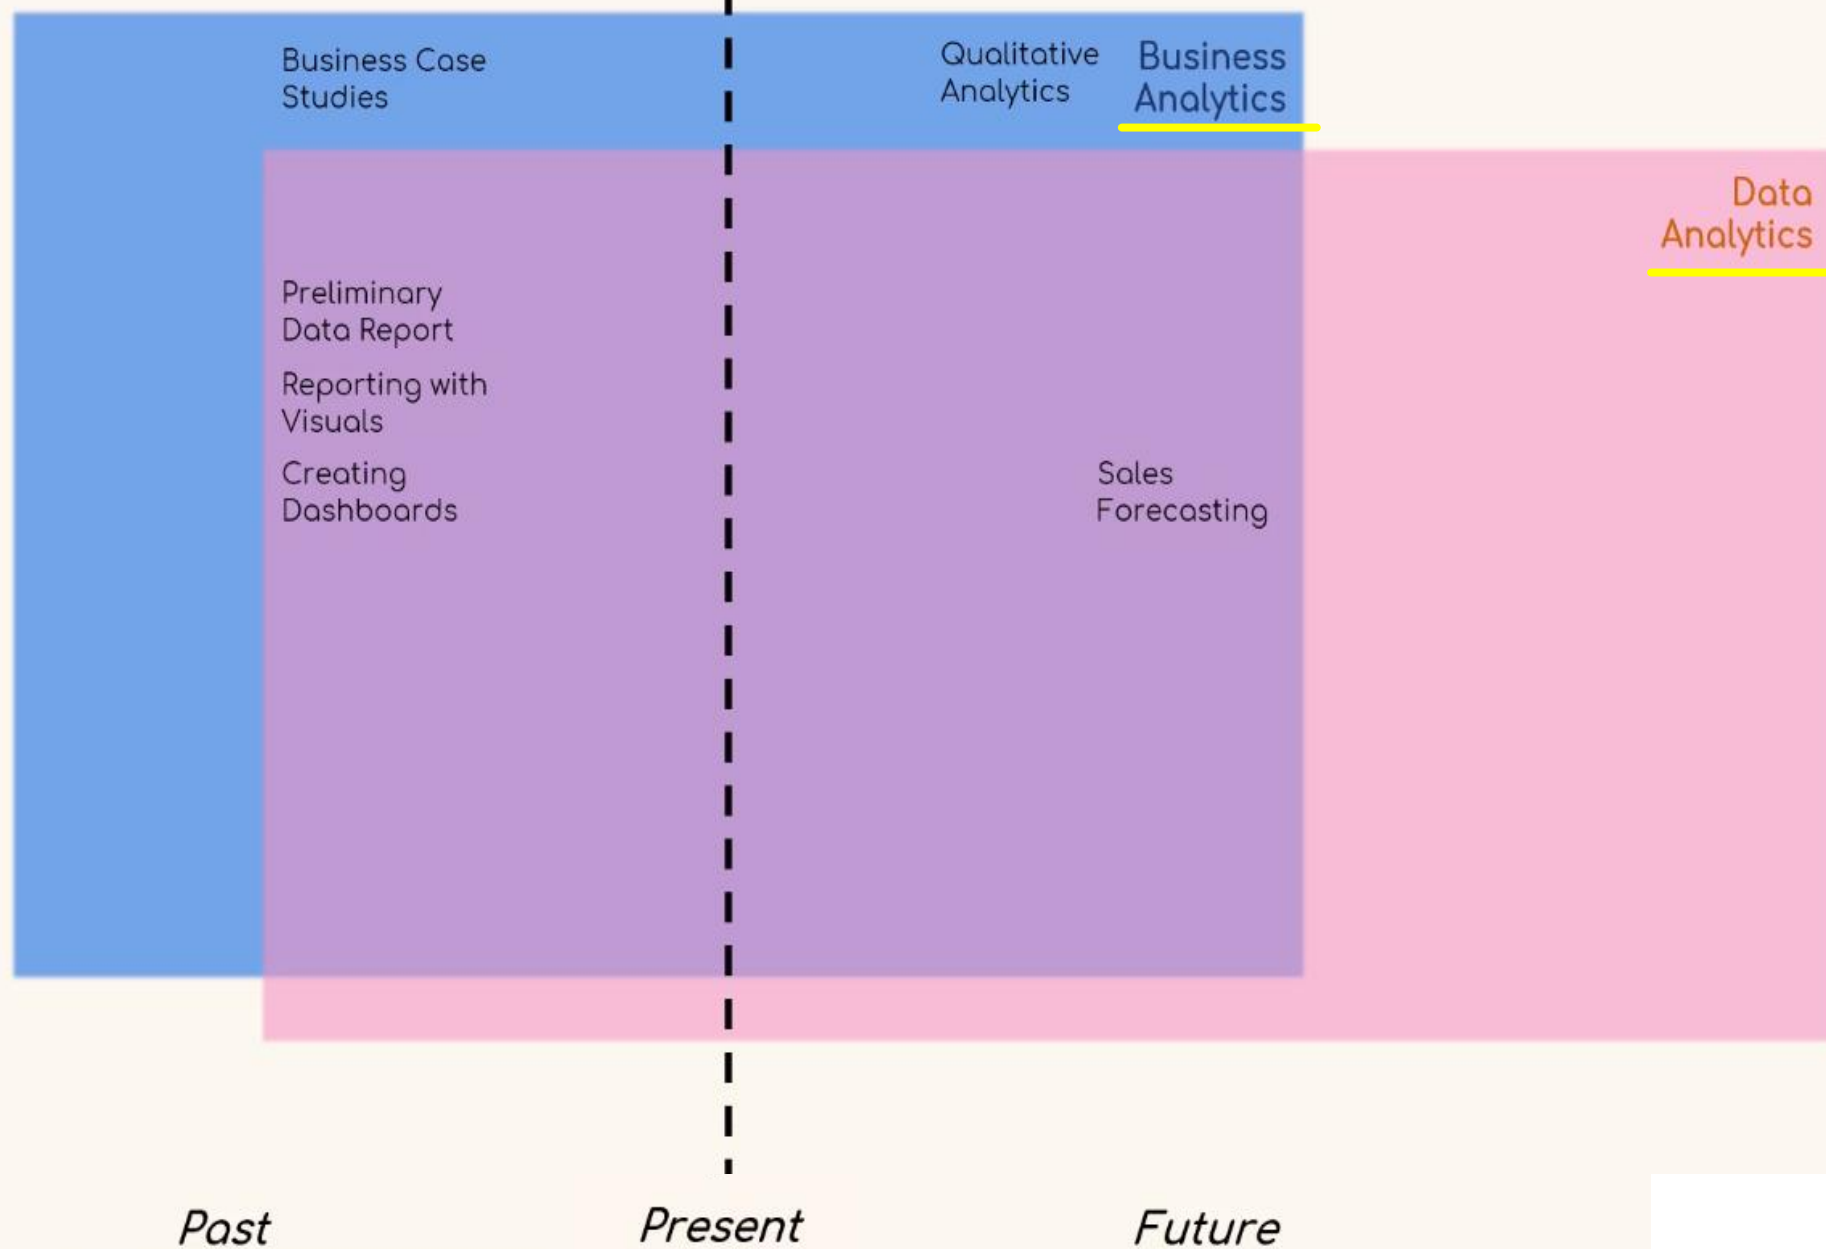 Business Case
Studies
Qualitative
Analytics
Business
Analytics
Data
Analytics
Preliminary
Data Report
Reporting with
Visuals
Creating
Dashboards
Sales
Forecasting
Past
Present
Future